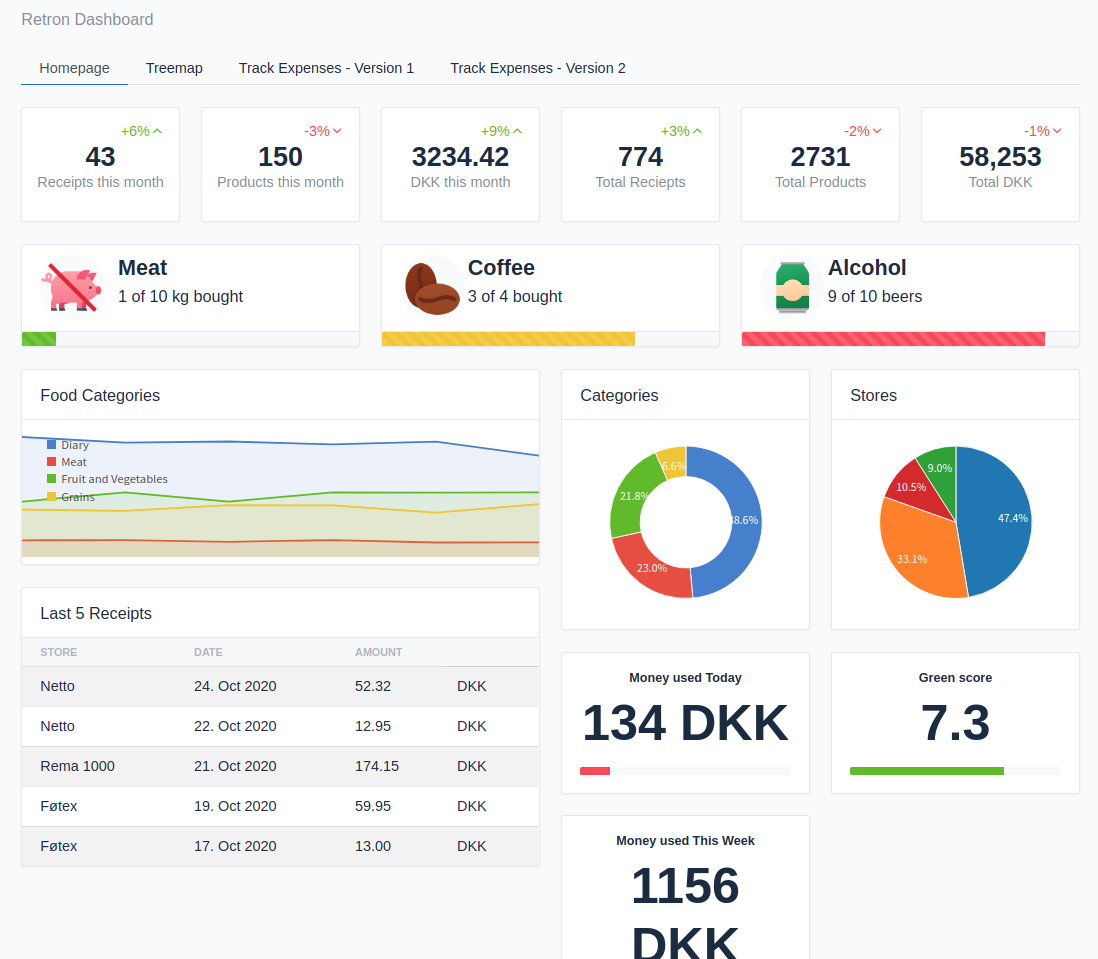 Retron Dashboard
Homepage Treemap Track Expenses - Version 1 Track Expenses - Version 2
+6% -3% +9% +3% -2% -1%
43 150 3234.42 774 2731 58,253
Receipts this month Products this month DKK this month Total Reciepts Total Products Total DKK
Meat Coffee Alcohol
1 of 10 kg bought 3 of 4 bought 9 of 10 beers
Food Categories
Diary
Meat
Fruit and Vegetables
Grains
Categories
6.6%
21.8%
48.6%
23.0%
Stores
9.0%
10.5%
47.4%
33.1%
Last 5 Receipts
STORE DATE AMOUNT
Netto 24. Oct 2020 52.32 DKK
Netto 22. Oct 2020 12.95 DKK
Rema 1000 21. Oct 2020 174.15 DKK
Føtex 19. Oct 2020 59.95 DKK
Føtex 17. Oct 2020 13.00 DKK
Money used Today
134 DKK
Green score
7.3
Money used This Week
1156
DKK